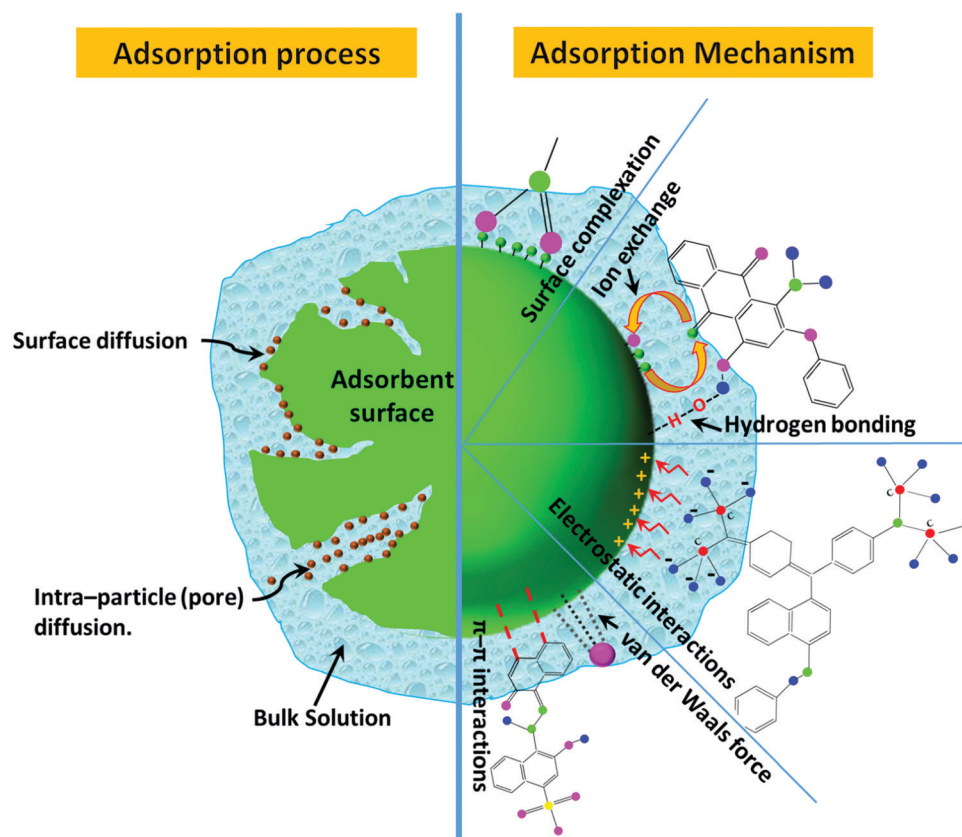 Adsorption process
Adsorption Mechanism
Surface complexation
Ion exchange
Surface diffusion
Adsorbent
surface
H
O
Hydrogen bonding
+
+
+
+
+
+
Electrostatic interactions
-
-
-
-
-
-
c
c
c
c
Intra–particle (pore)
diffusion.
Bulk Solution
π–π interactions
van der Waals force